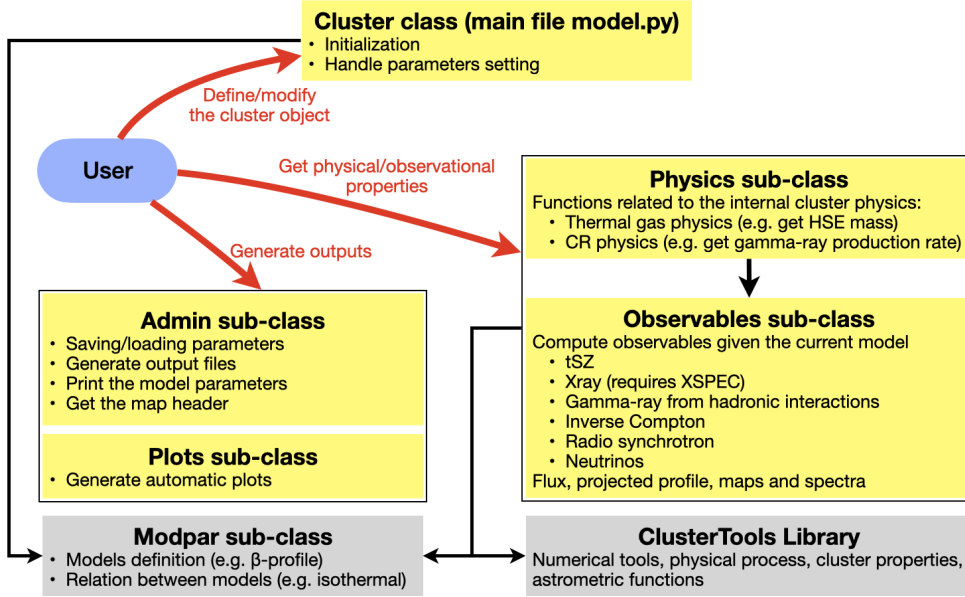 Cluster class (main file model.py)
• Initialization
• Handle parameters setting
Define/modify
the cluster object
User
Get physical/observational
properties
Generate outputs
Physics sub-class
Functions related to the internal cluster physics:
• Thermal gas physics (e.g. get HSE mass)
• CR physics (e.g. get gamma-ray production rate)
Admin sub-class
• Saving/loading parameters
• Generate output files
• Print the model parameters
• Get the map header
Plots sub-class
• Generate automatic plots
Observables sub-class
Compute observables given the current model
• tSZ
• Xray (requires XSPEC)
• Gamma-ray from hadronic interactions
• Inverse Compton
• Radio synchrotron
• Neutrinos
Flux, projected profile, maps and spectra
Modpar sub-class
• Models definition (e.g. β-profile)
• Relation between models (e.g. isothermal)
ClusterTools Library
Numerical tools, physical process, cluster properties,
astrometric functions